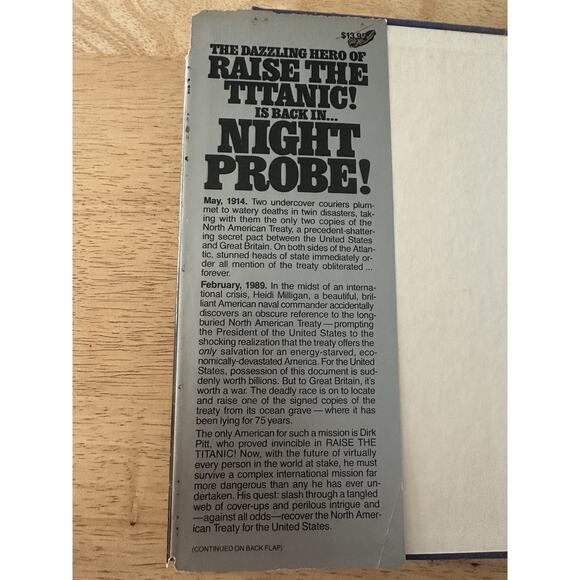 $13.95
THE DAZZLING HERO OF
RAISE THE
TITANIC!
IS BACK IN...
NIGHT
PROBE!
May, 1914. Two undercover couriers plum-
met to watery deaths in twin disasters, tak-
ing with them the only two copies of the
North American Treaty, a precedent-shatter-
ing secret pact between the United States
and Great Britain. On both sides of the Atlan-
tic, stunned heads of state immediately or-
der all mention of the treaty obliterated ...
forever.
February, 1989. In the midst of an interna-
tional crisis, Heidi Milligan, a beautiful, bril-
liant American naval commander accidentally
discovers an obscure reference to the long-
buried North American Treaty — prompting
the President of the United States to the
shocking realization that the treaty offers the
only salvation for an energy-starved, eco-
nomically-devastated America. For the United
States, possession of this document is sud-
denly worth billions. But to Great Britain, it's
worth a war. The deadly race is on to locate
and raise one of the signed copies of the
treaty from its ocean grave — where it has
been lying for 75 years.
The only American for such a mission is Dirk
Pitt, who proved invincible in RAISE THE
TITANIC! Now, with the future of virtually
every person in the world at stake, he must
survive a complex international mission far
more dangerous than any he has ever un-
dertaken. His quest: slash through a tangled
web of cover-ups and perilous intrigue and
—against all odds—recover the North Amer-
ican Treaty for the United States.
(CONTINUED ON BACK FLAP)